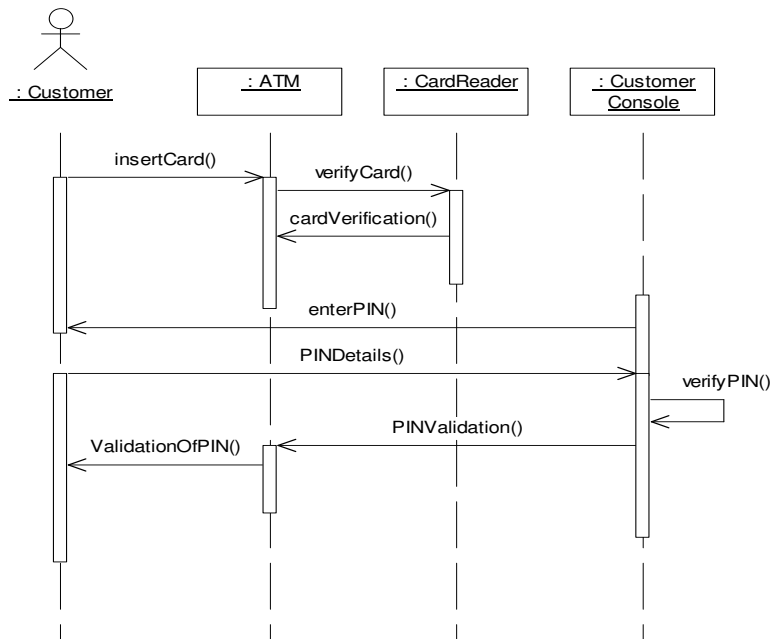 : Customer
: ATM
: CardReader
: Customer
Console
insertCard()
verifyCard()
cardVerification()
enterPIN()
PINDetails()
verifyPIN()
PINValidation()
ValidationOfPIN()